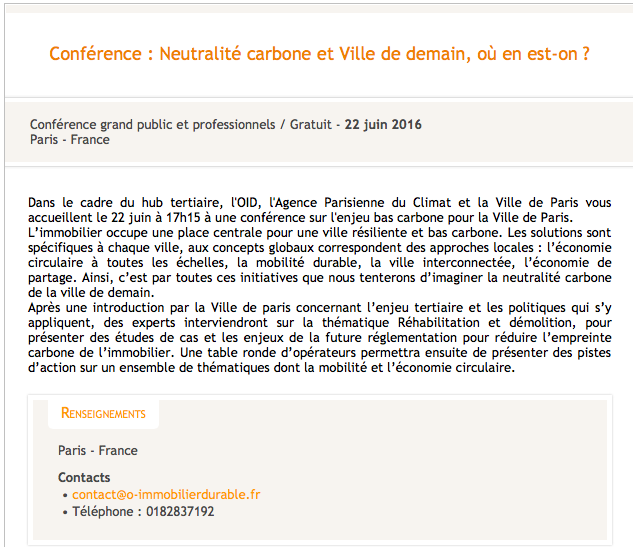 Conférence : Neutralité carbone et Ville de demain, où en est-on ?
Conférence grand public et professionnels / Gratuit - 22 juin 2016
Paris - France
Dans le cadre du hub tertiaire, l'OID, l'Agence Parisienne du Climat et la Ville de Paris vous
accueillent le 22 juin à 17h15 à une conférence sur l'enjeu bas carbone pour la Ville de Paris.
L’immobilier occupe une place centrale pour une ville résiliente et bas carbone. Les solutions sont
spécifiques à chaque ville, aux concepts globaux correspondent des approches locales : l’économie
circulaire à toutes les échelles, la mobilité durable, la ville interconnectée, l’économie de
partage. Ainsi, c’est par toutes ces initiatives que nous tenterons d’imaginer la neutralité carbone
de la ville de demain.
Après une introduction par la Ville de paris concernant l’enjeu tertiaire et les politiques qui s’y
appliquent, des experts interviendront sur la thématique Réhabilitation et démolition, pour
présenter des études de cas et les enjeux de la future réglementation pour réduire l’empreinte
carbone de l’immobilier. Une table ronde d’opérateurs permettra ensuite de présenter des pistes
d’action sur un ensemble de thématiques dont la mobilité et l’économie circulaire.
Renseignements
Paris - France
Contacts
• contact@o-immobilierdurable.fr
• Téléphone : 0182837192